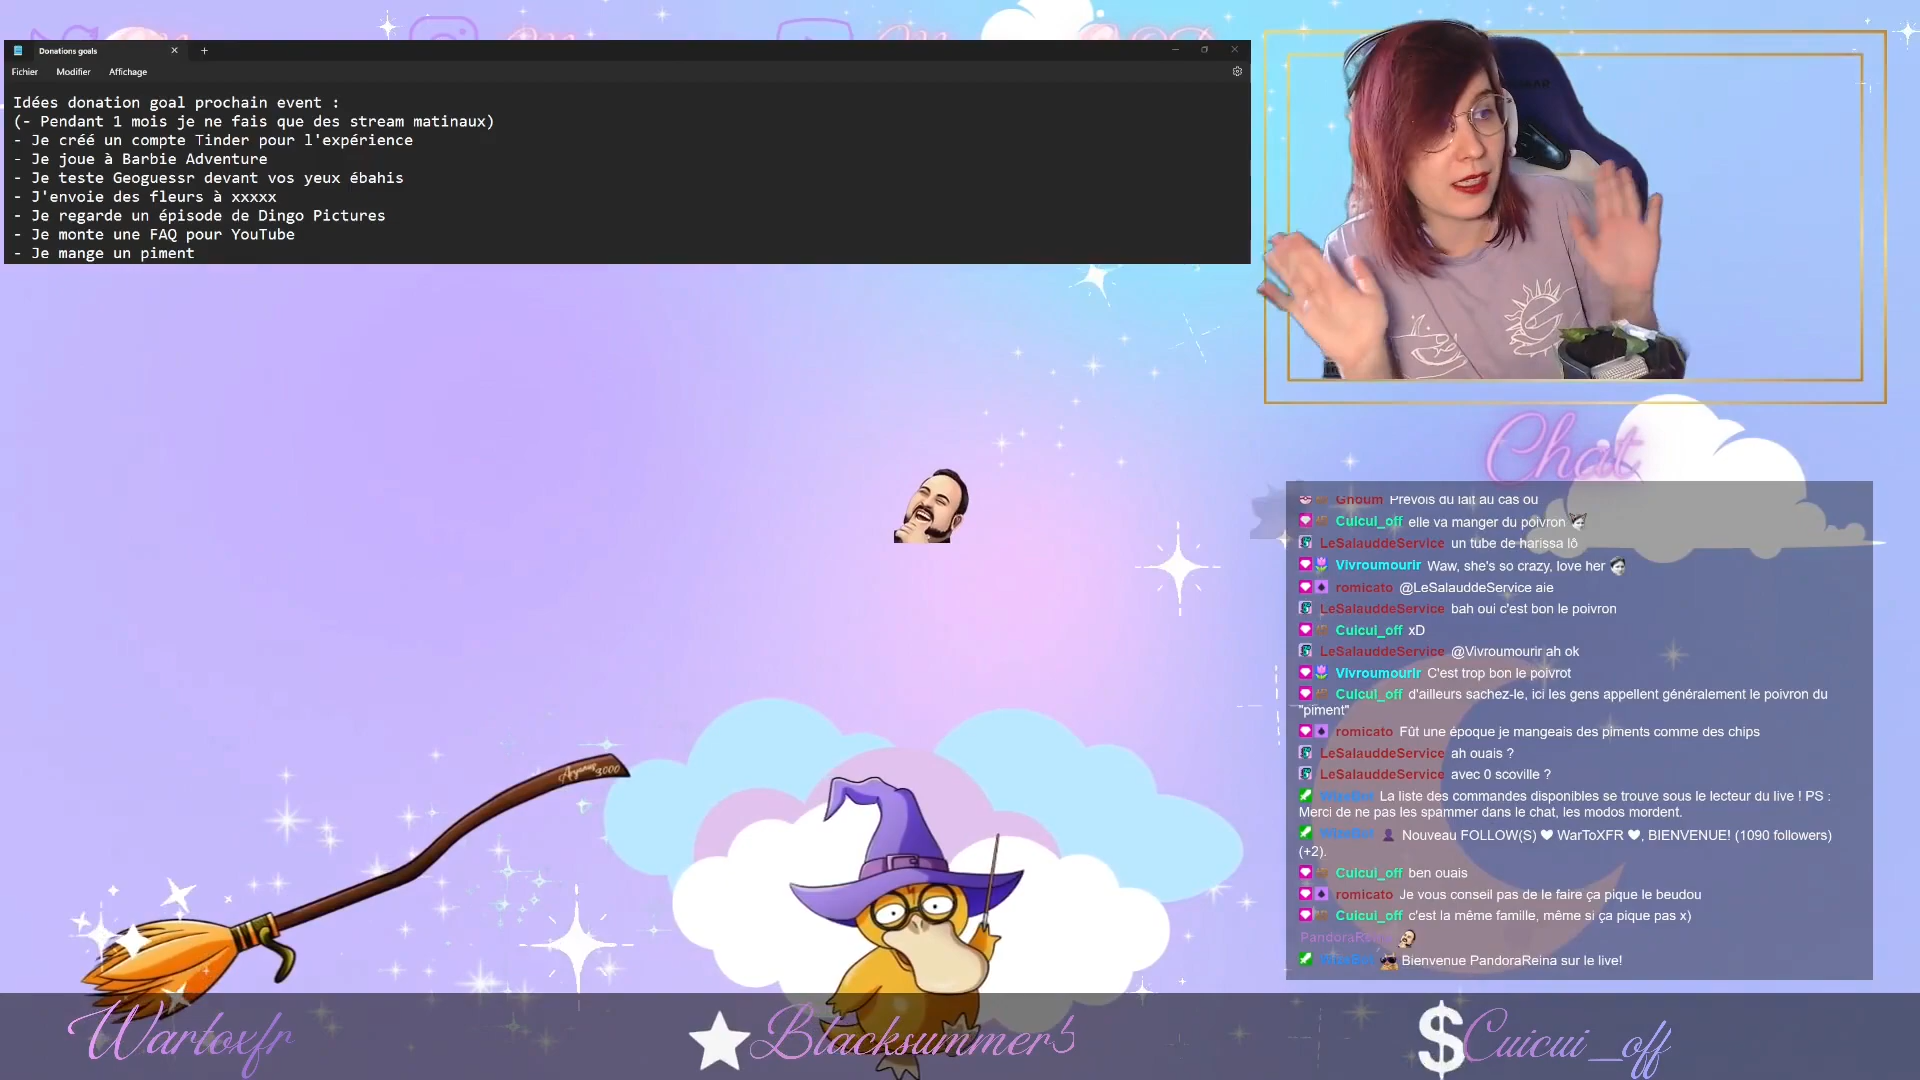 Donations goals
Fichier Modifier Affichage
Idées donation goal prochain event :
(- Pendant 1 mois je ne fais que des stream matinaux)
- Je créé un compte Tinder pour l'expérience
- Je joue à Barbie Adventure
- Je teste Geoguessr devant vos yeux ébahis
- J'envoie des fleurs à xxxxx
- Je regarde un épisode de Dingo Pictures
- Je monte une FAQ pour YouTube
- Je mange un piment
Chat
Ghoum Prévois du lait au cas ou
Cuicui_off elle va manger du poivron
LeSalauddeService un tube de harissa lô
Vivroumourir Waw, she's so crazy, love her
romicato @LeSalauddeService aie
LeSalauddeService bah oui c'est bon le poivron
Cuicui_off xD
LeSalauddeService @Vivroumourir ah ok
Vivroumourir C'est trop bon le poivrot
Cuicui_off d'ailleurs sachez-le, ici les gens appellent généralement le poivron du
"piment"
romicato Fût une époque je mangeais des piments comme des chips
LeSalauddeService ah ouais ?
LeSalauddeService avec 0 scoville ?
WizeBot La liste des commandes disponibles se trouve sous le lecteur du live ! PS :
Merci de ne pas les spammer dans le chat, les modos mordent.
WizeBot Nouveau FOLLOW(S) ♥ WarToXFR ♥, BIENVENUE! (1090 followers)
(+2).
Cuicui_off ben ouais
romicato Je vous conseil pas de le faire ça pique le beudou
Cuicui_off c'est la même famille, même si ça pique pas x)
PandoraReina
WizeBot Bienvenue PandoraReina sur le live!
3000
Wartoxfr
Blacksummer5
$ Cuicui_off